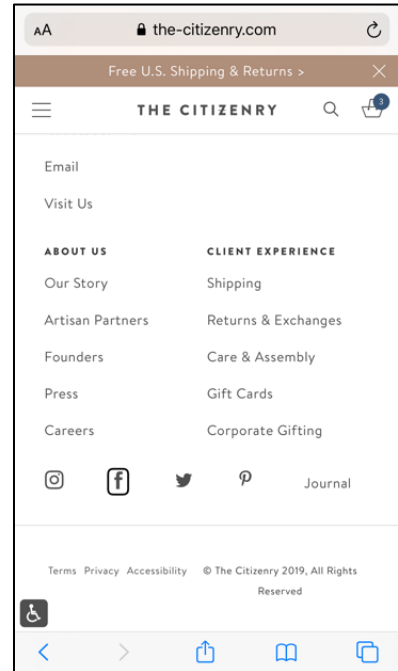 AA the-citizenry.com
Free U.S. Shipping & Returns >
THE CITIZENRY 3
Email
Visit Us
ABOUT US
Our Story
Artisan Partners
Founders
Press
Careers
CLIENT EXPERIENCE
Shipping
Returns & Exchanges
Care & Assembly
Gift Cards
Corporate Gifting
Journal
Terms Privacy Accessibility
© The Citizenry 2019, All Rights
Reserved